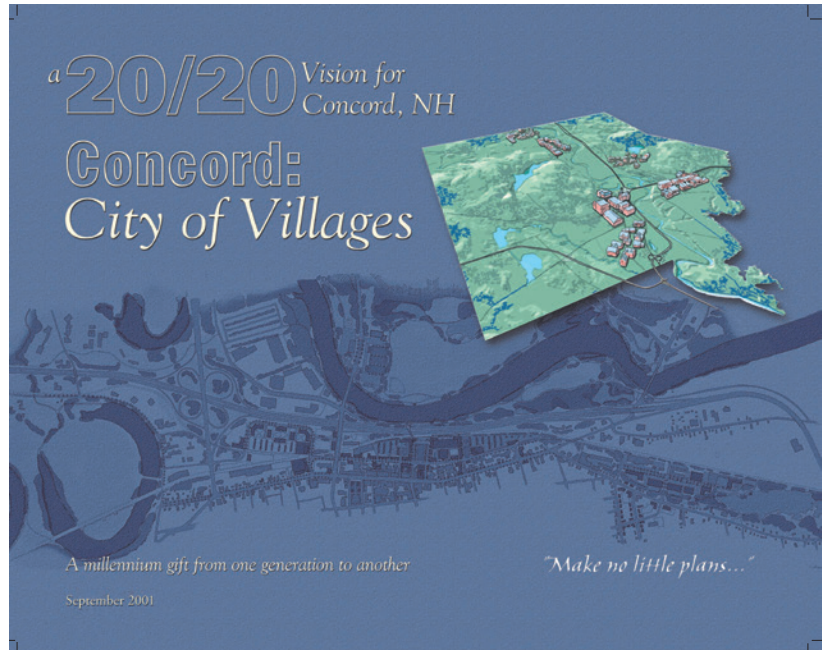 a 20/20 Vision for
Concord, NH
Concord:
City of Villages
A millennium gift from one generation to another
"Make no little plans..."
September 2001